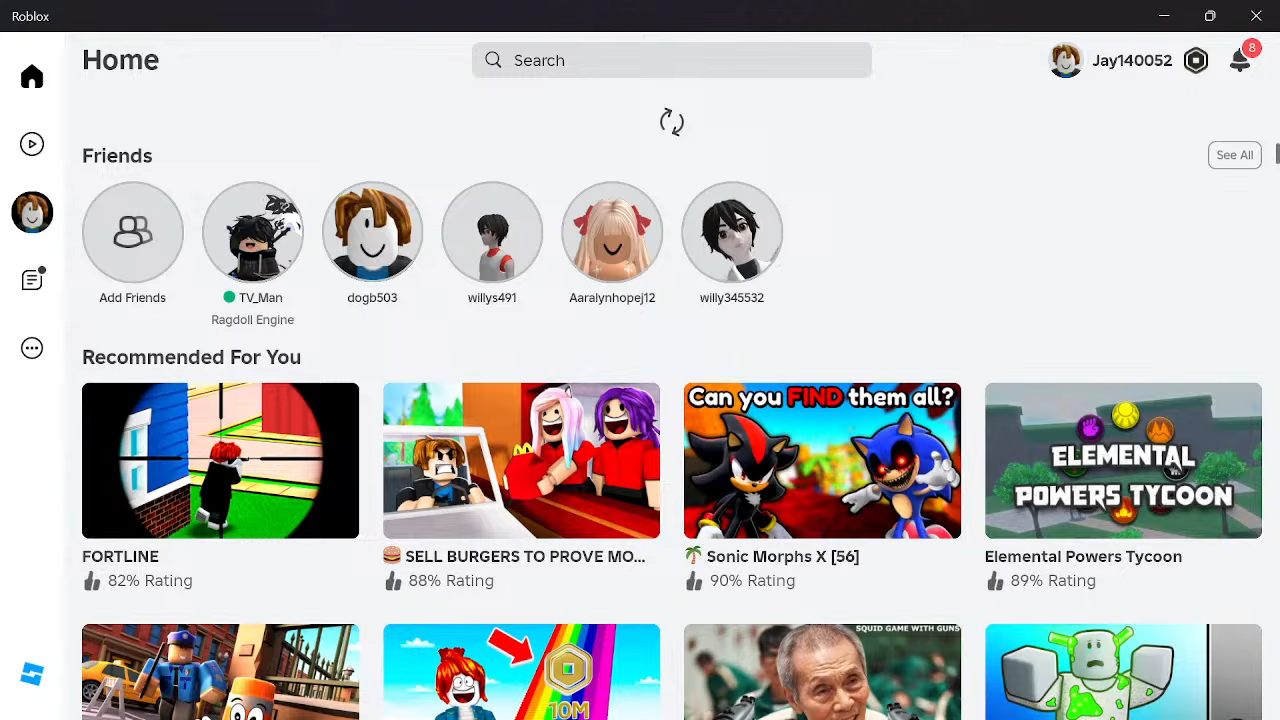 Roblox
Home
Search
Jay140052
8
Friends
See All
Add Friends
TV_Man
dogb503
willys491
Aaralynhopej12
willy345532
Ragdoll Engine
Recommended For You
Can you FIND them all?
ELEMENTAL
POWERS TYCOON
FORTLINE
🍔 SELL BURGERS TO PROVE MO...
🌴 Sonic Morphs X [56]
Elemental Powers Tycoon
82% Rating
88% Rating
90% Rating
89% Rating
SQUID GAME WITH GUNS
10M